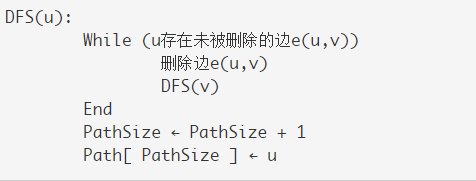 DFS(u):
While (u存在未被删除的边e(u,v))
删除边e(u,v)
DFS(v)
End
PathSize ← PathSize + 1
Path[ PathSize ] ← u